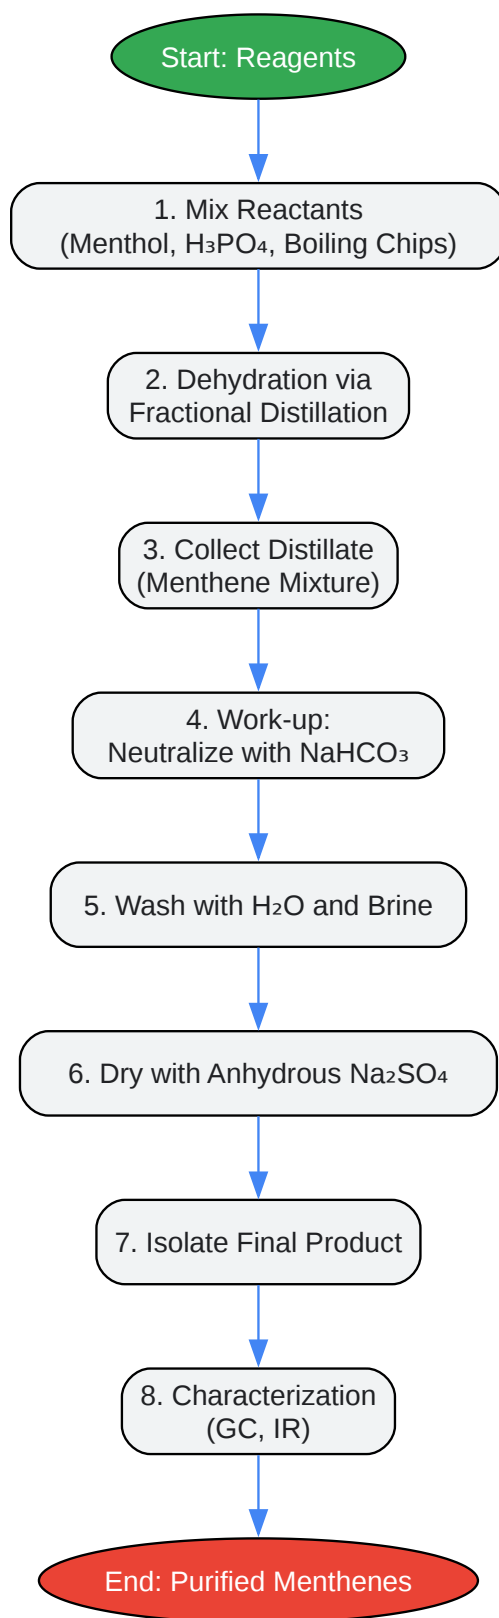 Start: Reagents
1. Mix Reactants
(Menthol, H₃PO₄, Boiling Chips)
2. Dehydration via
Fractional Distillation
3. Collect Distillate
(Menthene Mixture)
4. Work-up:
Neutralize with NaHCO₃
5. Wash with H₂O and Brine
6. Dry with Anhydrous Na₂SO₄
7. Isolate Final Product
8. Characterization
(GC, IR)
End: Purified Menthenes